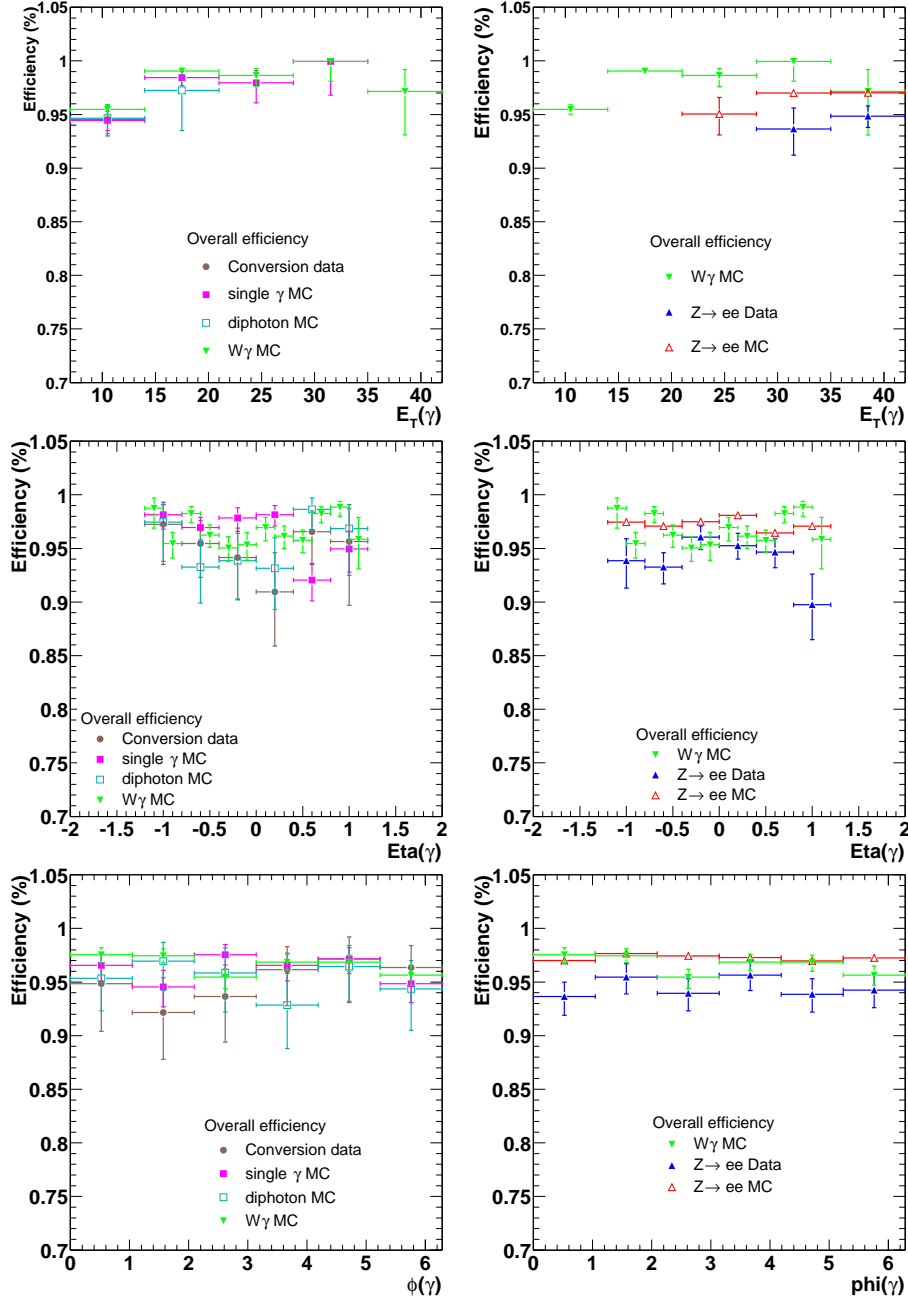 Efficiency (%)
1.05
1
0.95
0.9
0.85
0.8
0.75
0.7
Overall efficiency
Conversion data
single γ MC
diphoton MC
Wγ MC
10 15 20 25 30 35 40
E_T(γ)
Efficiency (%)
1.05
1
0.95
0.9
0.85
0.8
0.75
0.7
Overall efficiency
Wγ MC
Z→ ee Data
Z→ ee MC
10 15 20 25 30 35 40
E_T(γ)
Efficiency (%)
1.05
1
0.95
0.9
0.85
0.8
0.75
0.7
Overall efficiency
Conversion data
single γ MC
diphoton MC
Wγ MC
-2 -1.5 -1 -0.5 0 0.5 1 1.5 2
Eta(γ)
Efficiency (%)
1.05
1
0.95
0.9
0.85
0.8
0.75
0.7
Overall efficiency
Wγ MC
Z→ ee Data
Z→ ee MC
-2 -1.5 -1 -0.5 0 0.5 1 1.5 2
Eta(γ)
Efficiency (%)
1.05
1
0.95
0.9
0.85
0.8
0.75
0.7
Overall efficiency
Conversion data
single γ MC
diphoton MC
Wγ MC
0 1 2 3 4 5 6
ϕ(γ)
Efficiency (%)
1.05
1
0.95
0.9
0.85
0.8
0.75
0.7
Overall efficiency
Wγ MC
Z→ ee Data
Z→ ee MC
0 1 2 3 4 5 6
phi(γ)